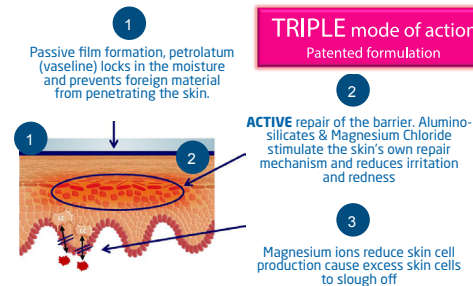 1
Passive film formation, petrolatum
(vaseline) locks in the moisture
and prevents foreign material
from penetrating the skin.
TRIPLE mode of action
Patented formulation
2
ACTIVE repair of the barrier. Alumino-
silicates & Magnesium Chloride
stimulate the skin's own repair
mechanism and reduces irritation
and redness
1
2
LC
3
Magnesium ions reduce skin cell
production cause excess skin cells
to slough off